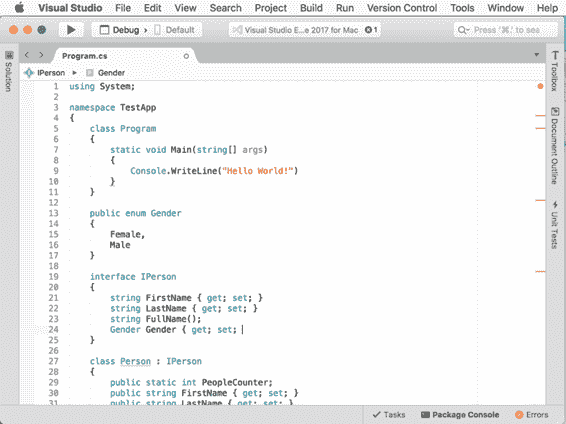 Visual Studio File Edit View Search Project Build Run Version Control Tools Window Help
Debug › Default
Visual Studio E...e 2017 for Mac 1
Press '⌘.' to sea
Program.cs
IPerson › Gender
Solution
Toolbox
Document Outline
Unit Tests
1 using System;
2
3 namespace TestApp
4 {
5 class Program
6 {
7 static void Main(string[] args)
8 {
9 Console.WriteLine("Hello World!")
10 }
11 }
12
13 public enum Gender
14 {
15 Female,
16 Male
17 }
18
19 interface IPerson
20 {
21 string FirstName { get; set; }
22 string LastName { get; set; }
23 string FullName();
24 Gender Gender { get; set;
25 }
26
27 class Person : IPerson
28 {
29 public static int PeopleCounter;
30 public string FirstName { get; set; }
31 public string LastName { get; set; }
Tasks Package Console Errors